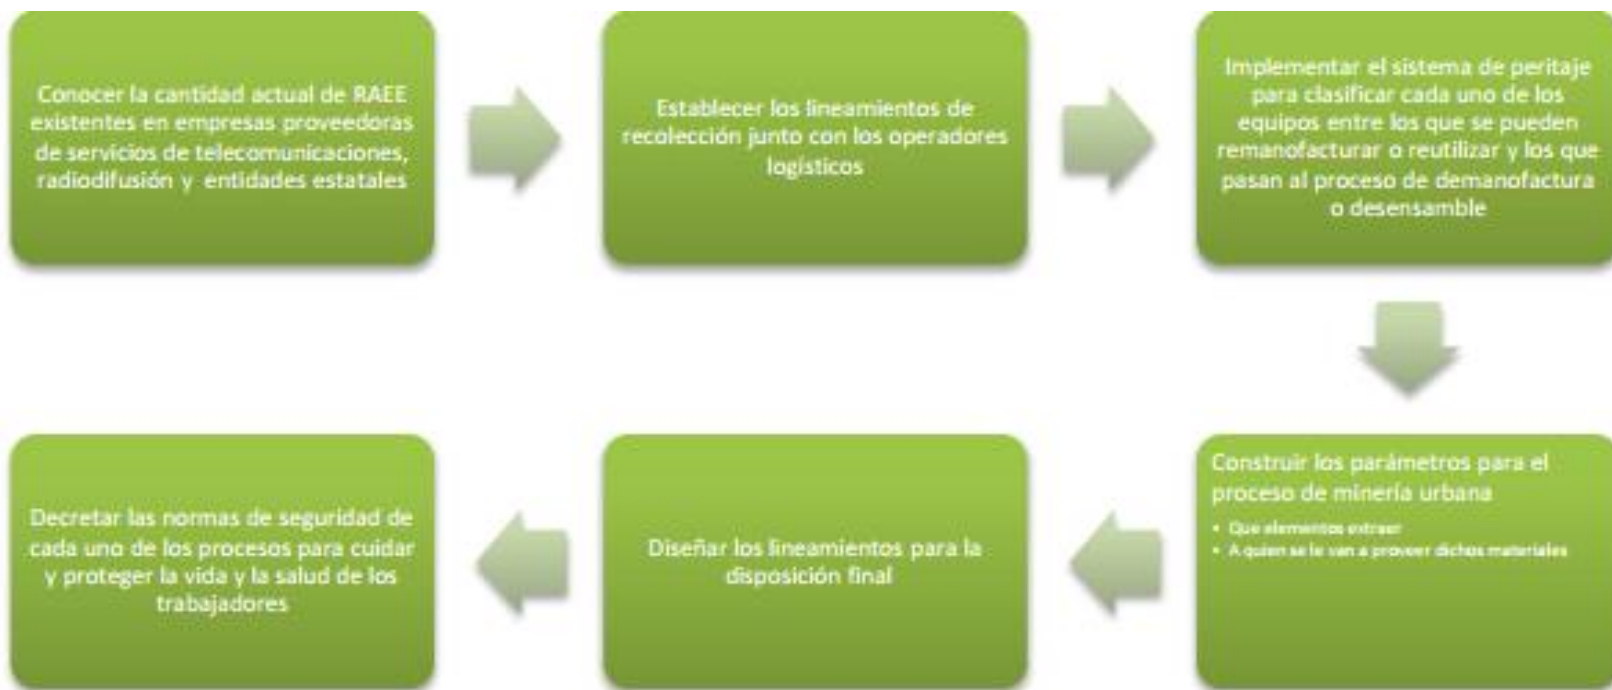 Conocer la cantidad actual de RAEE
existentes en empresas proveedoras
de servicios de telecomunicaciones,
radiodifusión y entidades estatales
Establecer los lineamientos de
recolección junto con los operadores
logísticos
Implementar el sistema de peritaje
para clasificar cada uno de los
equipos entre los que se pueden
remanofacturar o reutilizar y los que
pasan al proceso de demanofactura
o desensamble
Construir los parámetros para el
proceso de minería urbana
• Que elementos extraer
• A quien se le van a proveer dichos materiales
Diseñar los lineamientos para la
disposición final
Decretar las normas de seguridad de
cada uno de los procesos para cuidar
y proteger la vida y la salud de los
trabajadores